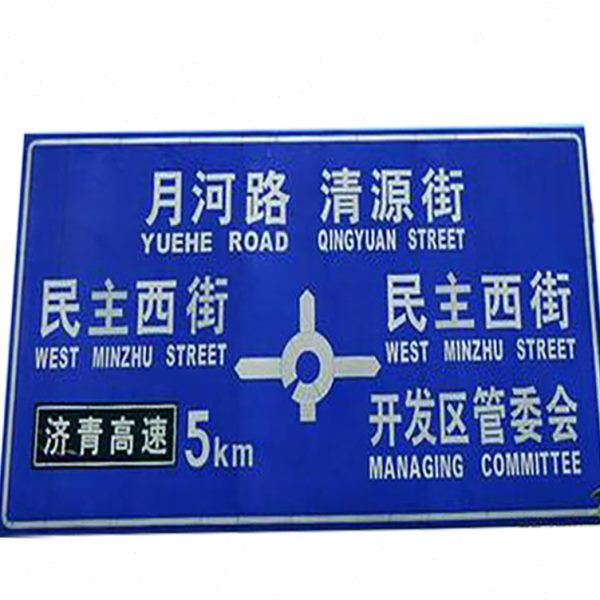 月河路 清源街
YUEHE ROAD QINGYUAN STREET
民主西街
WEST MINZHU STREET
民主西街
WEST MINZHU STREET
济青高速 5km
开发区管委会
MANAGING COMMITTEE